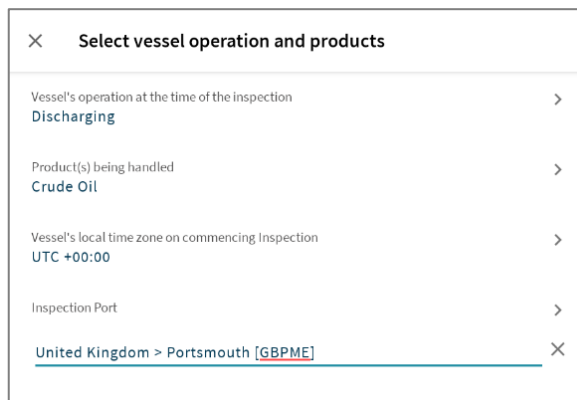 Select vessel operation and products
Vessel's operation at the time of the inspection
Discharging
Product(s) being handled
Crude Oil
Vessel's local time zone on commencing Inspection
UTC +00:00
Inspection Port
United Kingdom > Portsmouth [GBPME]